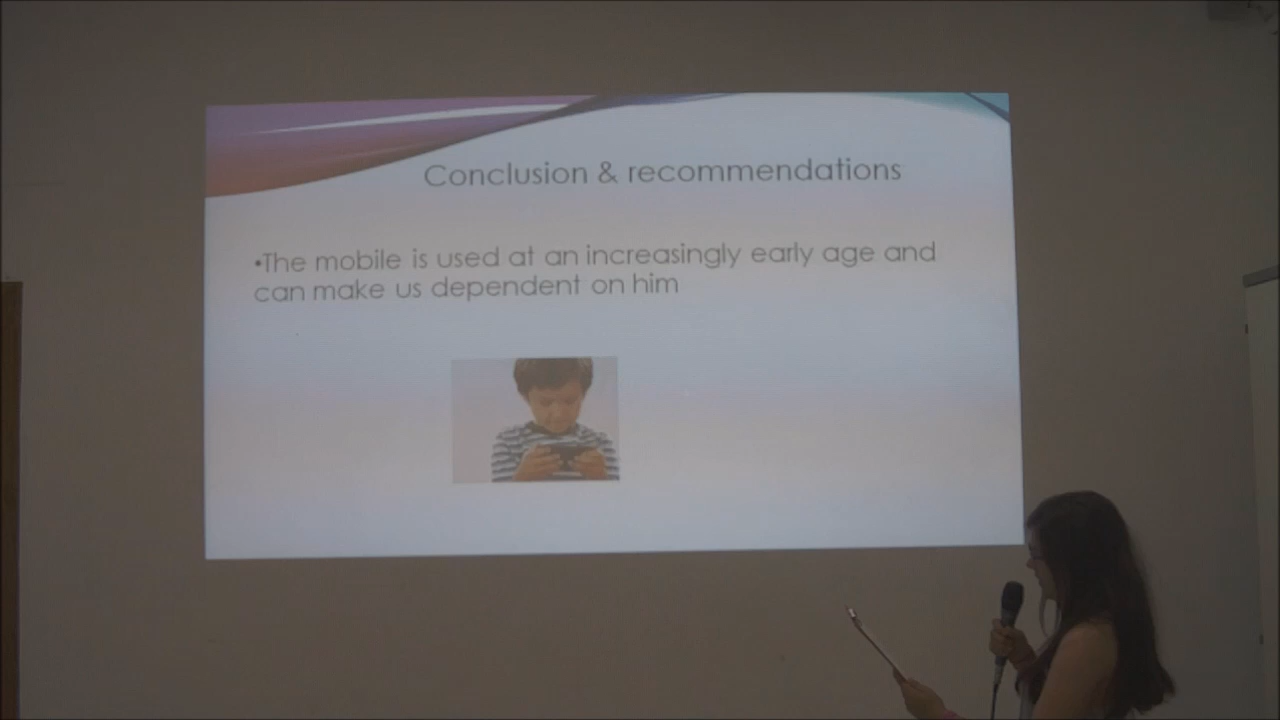 Conclusion & recommendations
•The mobile is used at an increasingly early age and
can make us dependent on him